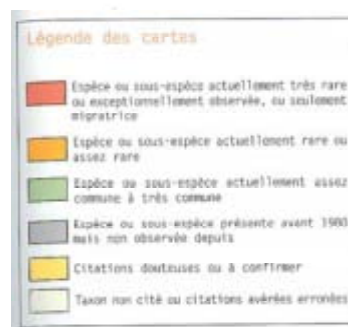 Légende des cartes
Espèce ou sous-espèce actuellement très rare
ou exceptionnellement observée, ou seulement
migratrice
Espèce ou sous-espèce actuellement rare ou
assez rare
Espèce ou sous-espèce actuellement assez
commune à très commune
Espèce ou sous-espèce présente avant 1980
mais non observée depuis
Citations douteuses ou à confirmer
Taxon non cité ou citations avérées erronées